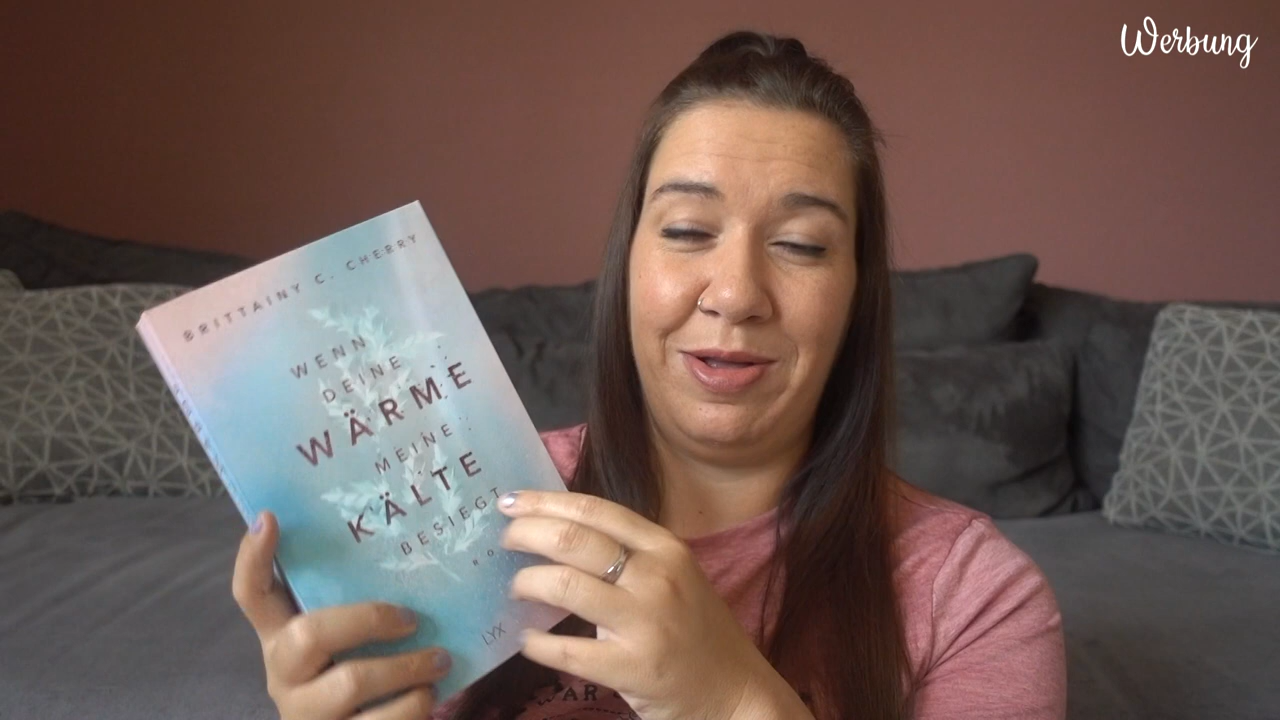 Werbung
BRITTAINY C. CHERRY
WENN
DEINE
WÄRME
MEINE
KÄLTE
BESIEGT
LYX